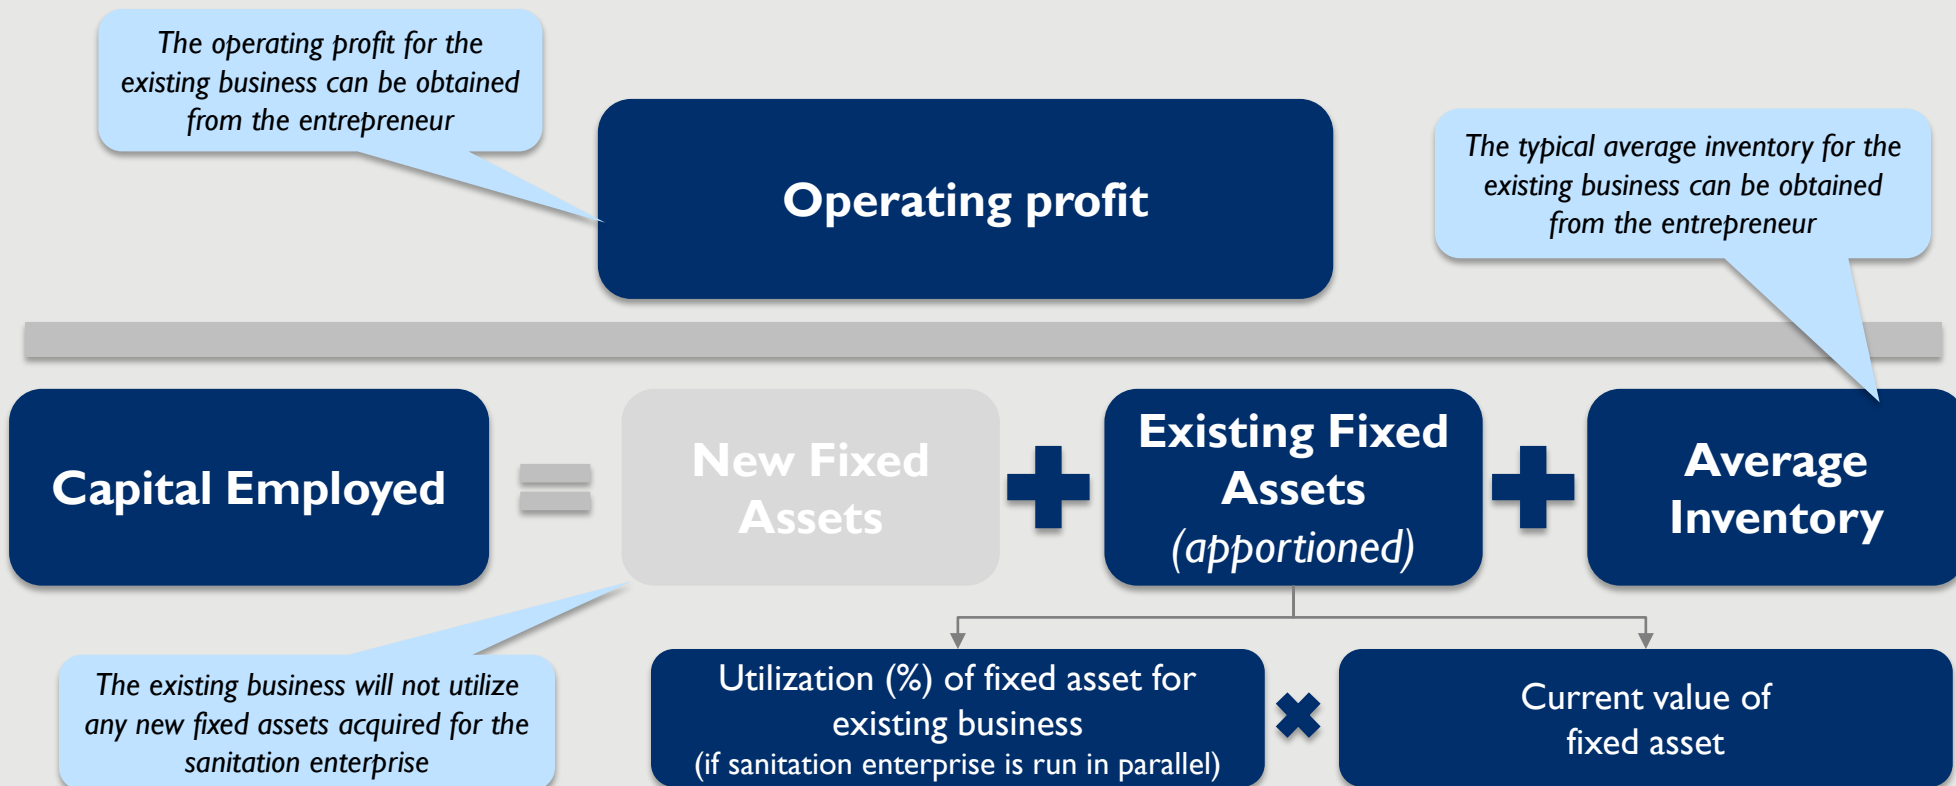 The operating profit for the
existing business can be obtained
from the entrepreneur
Operating profit
The typical average inventory for the
existing business can be obtained
from the entrepreneur
Capital Employed
=
New Fixed
Assets
+
Existing Fixed
Assets
(apportioned)
+
Average
Inventory
The existing business will not utilize
any new fixed assets acquired for the
sanitation enterprise
Utilization (%) of fixed asset for
existing business
(if sanitation enterprise is run in parallel)
×
Current value of
fixed asset